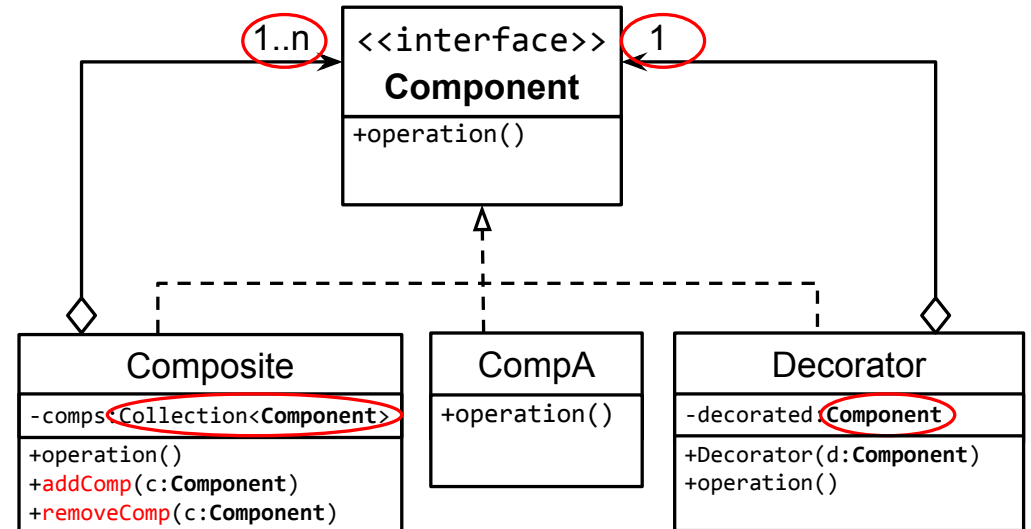 1..n
<<interface>>
1
Component
+operation()
Composite
-comps:Collection<Component>
+operation()
+addComp(c:Component)
+removeComp(c:Component)
CompA
+operation()
Decorator
-decorated:Component
+Decorator(d:Component)
+operation()